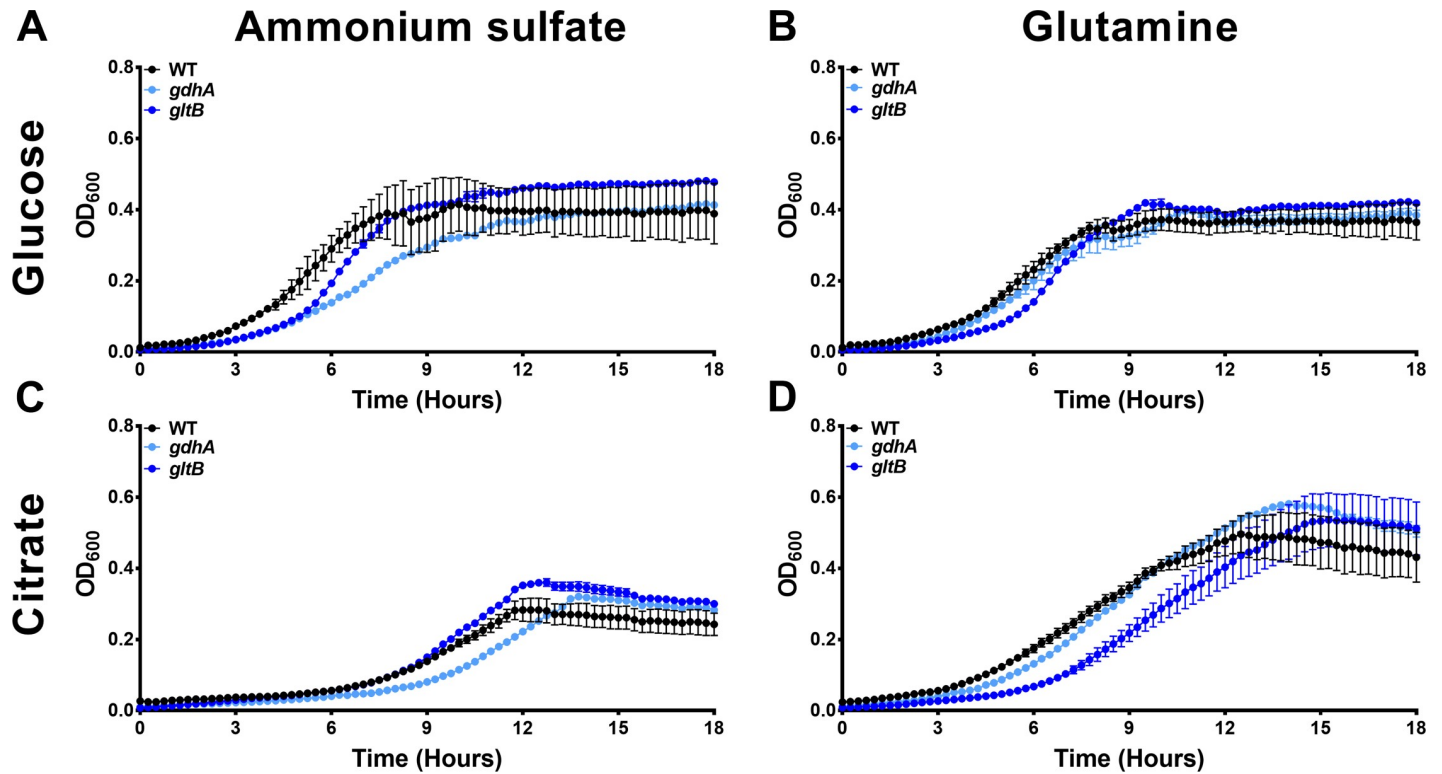 A Ammonium sulfate B Glutamine
Glucose
0.8
0.6
0.4
0.2
0.0
OD600
WT
gdhA
gltB
0 3 6 9 12 15 18
Time (Hours)
0.8
0.6
0.4
0.2
0.0
OD600
WT
gdhA
gltB
0 3 6 9 12 15 18
Time (Hours)
C D
Citrate
0.8
0.6
0.4
0.2
0.0
OD600
WT
gdhA
gltB
0 3 6 9 12 15 18
Time (Hours)
0.8
0.6
0.4
0.2
0.0
OD600
WT
gdhA
gltB
0 3 6 9 12 15 18
Time (Hours)